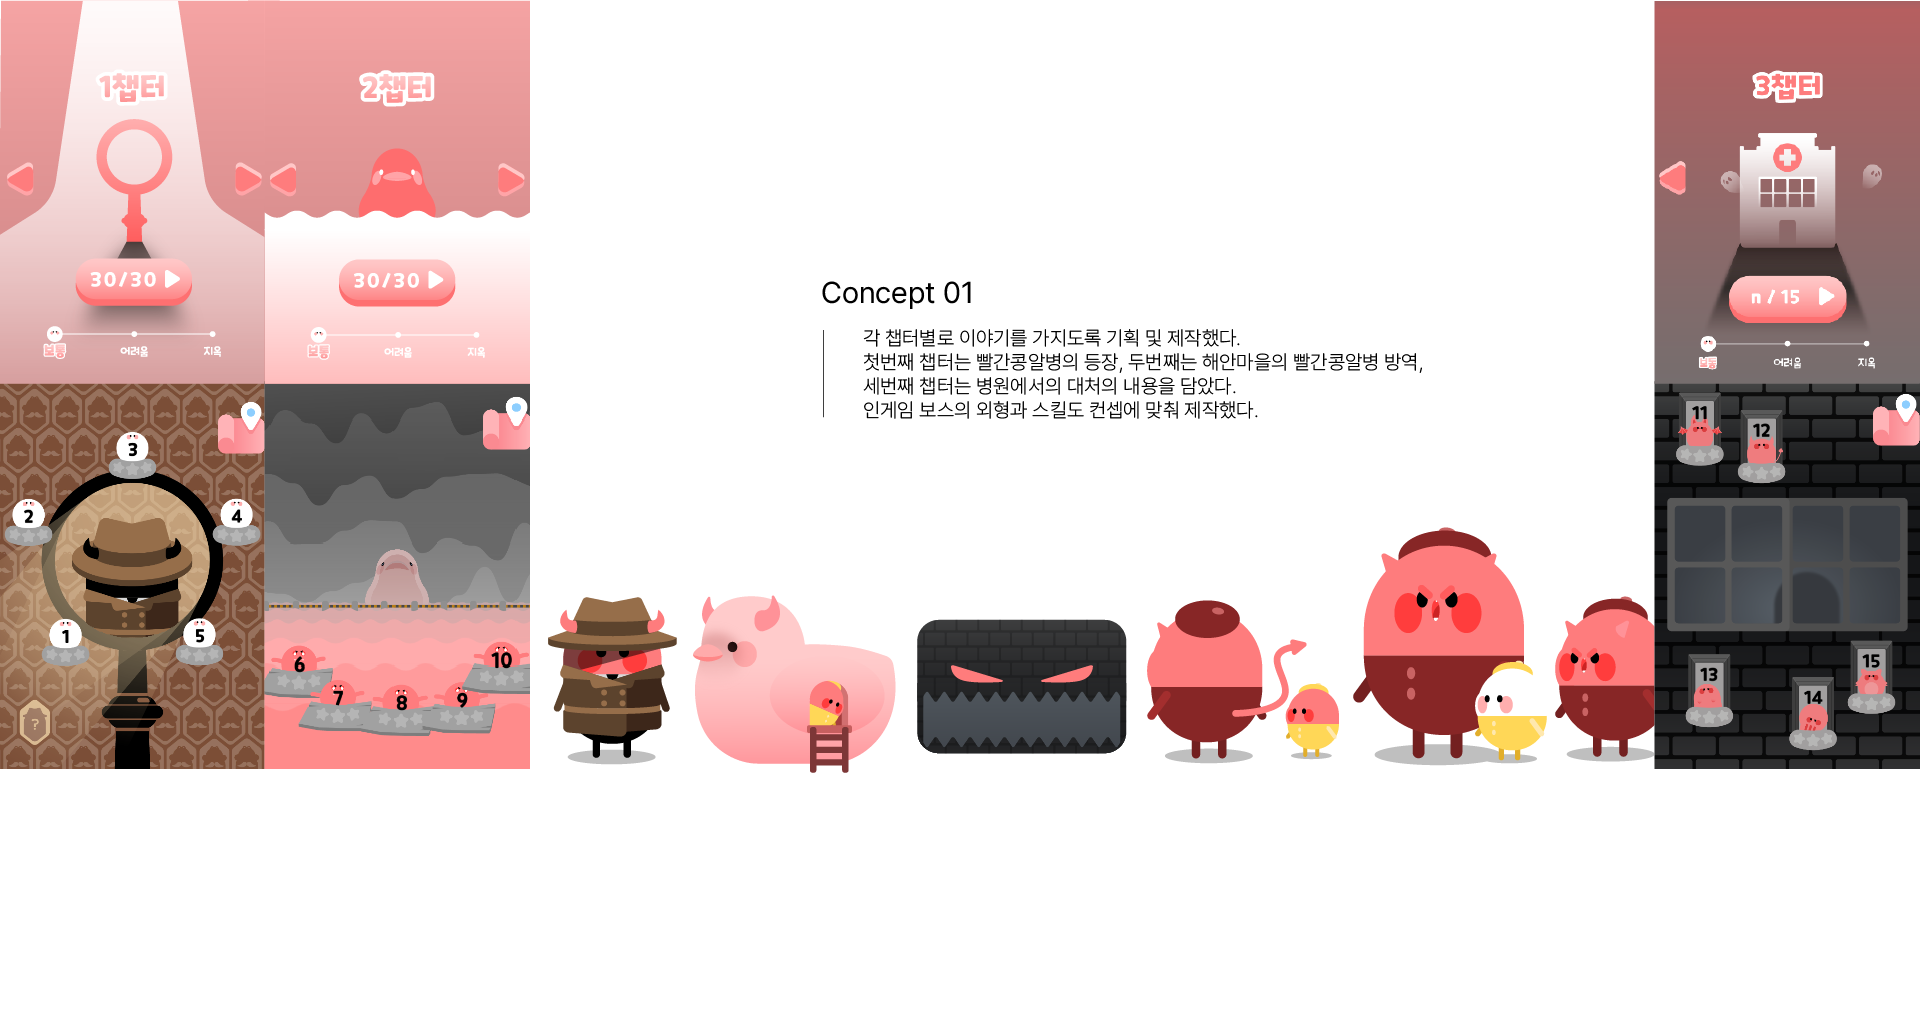 1챕터
30/30
보통
어려움
지옥
2챕터
30/30
보통
어려움
지옥
3
2
4
1
5
?
6
7
8
9
10
Concept 01
각 챕터별로 이야기를 가지도록 기획 및 제작했다.
첫번째 챕터는 빨간콩알병의 등장, 두번째는 해안마을의 빨간콩알병 방역,
세번째 챕터는 병원에서의 대처의 내용을 담았다.
인게임 보스의 외형과 스킬도 컨셉에 맞춰 제작했다.
3챕터
n / 15
보통
어려움
지옥
11
12
13
14
15